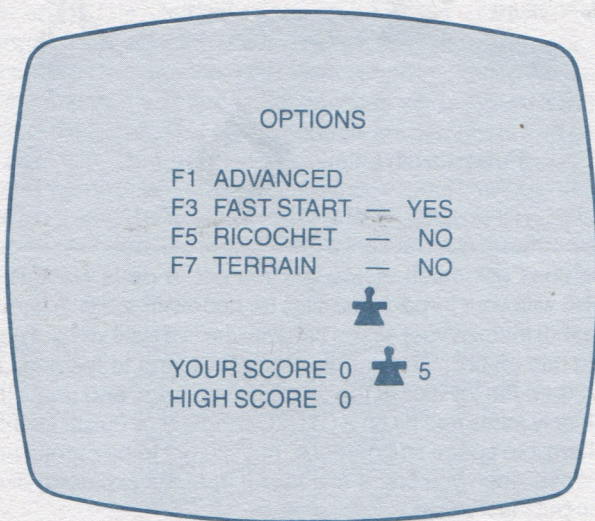 OPTIONS
F1 ADVANCED
F3 FAST START — YES
F5 RICOCHET — NO
F7 TERRAIN — NO
YOUR SCORE 0 5
HIGH SCORE 0